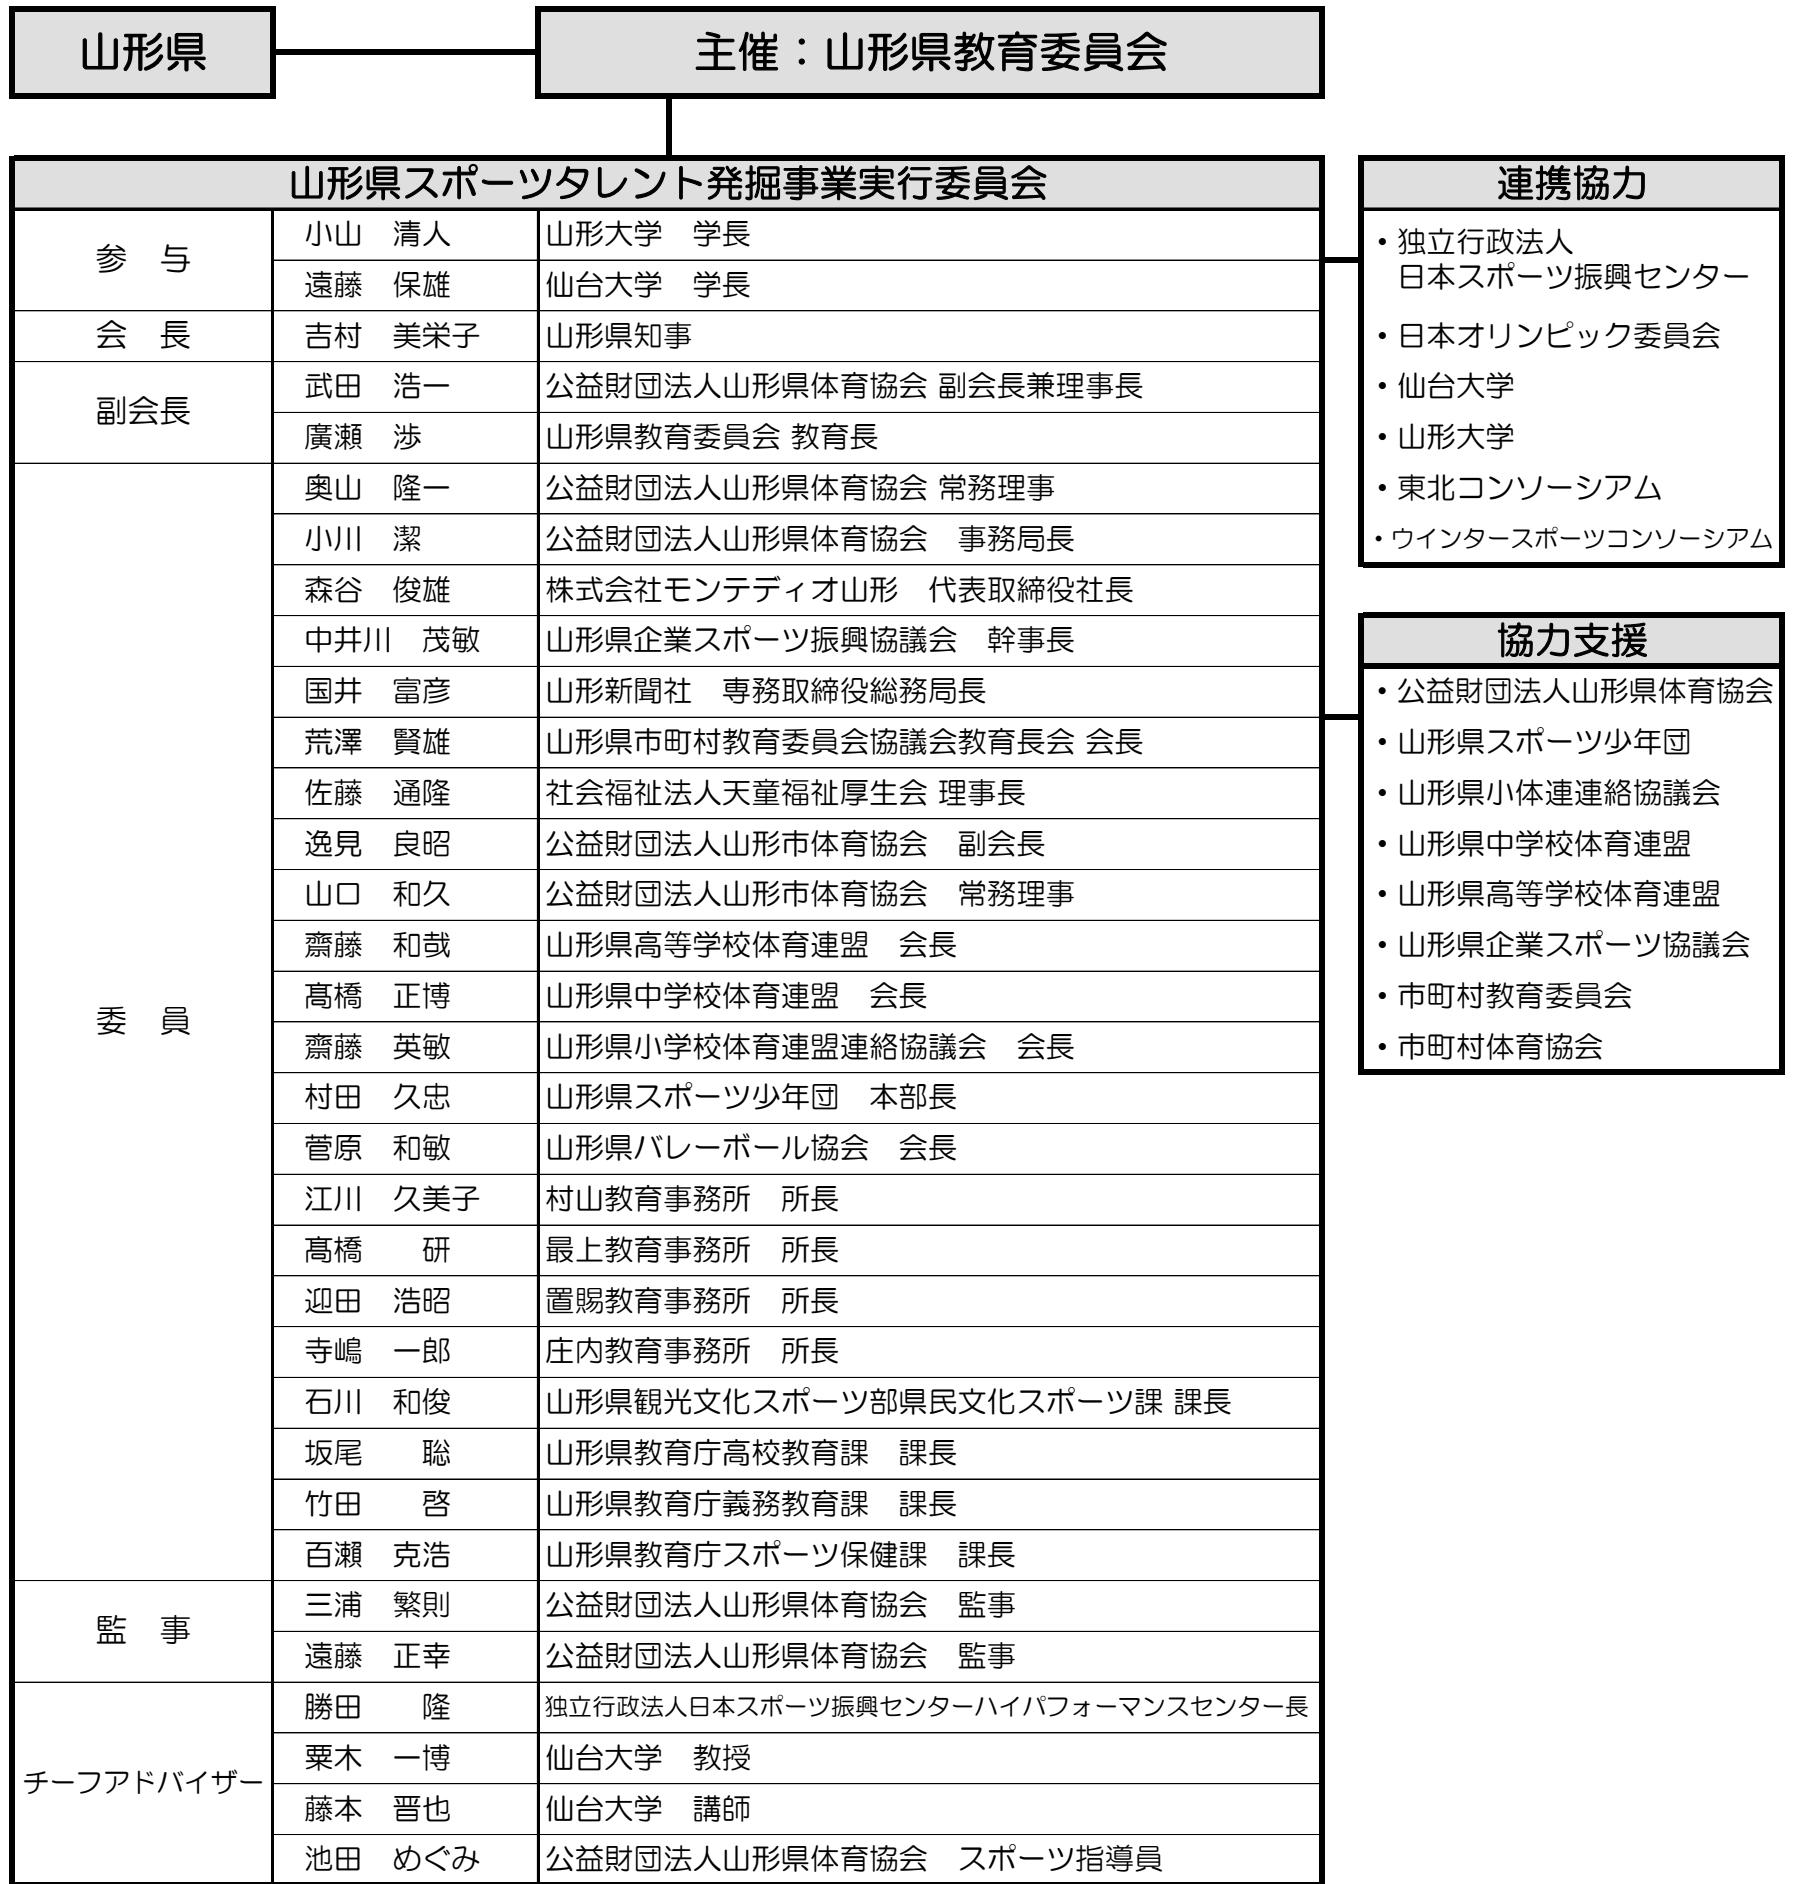 山形県
主催：山形県教育委員会
山形県スポーツタレント発掘事業実行委員会
参　与
小山　清人　山形大学　学長
遠藤　保雄　仙台大学　学長
会　長
吉村　美栄子　山形県知事
副会長
武田　浩一　公益財団法人山形県体育協会 副会長兼理事長
廣瀬　渉　山形県教育委員会 教育長
委　員
奥山　隆一　公益財団法人山形県体育協会 常務理事
小川　潔　公益財団法人山形県体育協会　事務局長
森谷　俊雄　株式会社モンテディオ山形　代表取締役社長
中井川　茂敏　山形県企業スポーツ振興協議会　幹事長
国井　富彦　山形新聞社　専務取締役総務局長
荒澤　賢雄　山形県市町村教育委員会協議会教育長会 会長
佐藤　通隆　社会福祉法人天童福祉厚生会 理事長
逸見　良昭　公益財団法人山形市体育協会　副会長
山口　和久　公益財団法人山形市体育協会　常務理事
齋藤　和哉　山形県高等学校体育連盟　会長
髙橋　正博　山形県中学校体育連盟　会長
齋藤　英敏　山形県小学校体育連盟連絡協議会　会長
村田　久忠　山形県スポーツ少年団　本部長
菅原　和敏　山形県バレーボール協会　会長
江川　久美子　村山教育事務所　所長
髙橋　　研　最上教育事務所　所長
迎田　浩昭　置賜教育事務所　所長
寺嶋　一郎　庄内教育事務所　所長
石川　和俊　山形県観光文化スポーツ部県民文化スポーツ課 課長
坂尾　　聡　山形県教育庁高校教育課　課長
竹田　　啓　山形県教育庁義務教育課　課長
百瀬　克浩　山形県教育庁スポーツ保健課　課長
監　事
三浦　繁則　公益財団法人山形県体育協会　監事
遠藤　正幸　公益財団法人山形県体育協会　監事
チーフアドバイザー
勝田　　隆　独立行政法人日本スポーツ振興センターハイパフォーマンスセンター長
粟木　一博　仙台大学　教授
藤本　晋也　仙台大学　講師
池田　めぐみ　公益財団法人山形県体育協会　スポーツ指導員
連携協力
・独立行政法人
日本スポーツ振興センター
・日本オリンピック委員会
・仙台大学
・山形大学
・東北コンソーシアム
・ウインタースポーツコンソーシアム
協力支援
・公益財団法人山形県体育協会
・山形県スポーツ少年団
・山形県小体連連絡協議会
・山形県中学校体育連盟
・山形県高等学校体育連盟
・山形県企業スポーツ協議会
・市町村教育委員会
・市町村体育協会